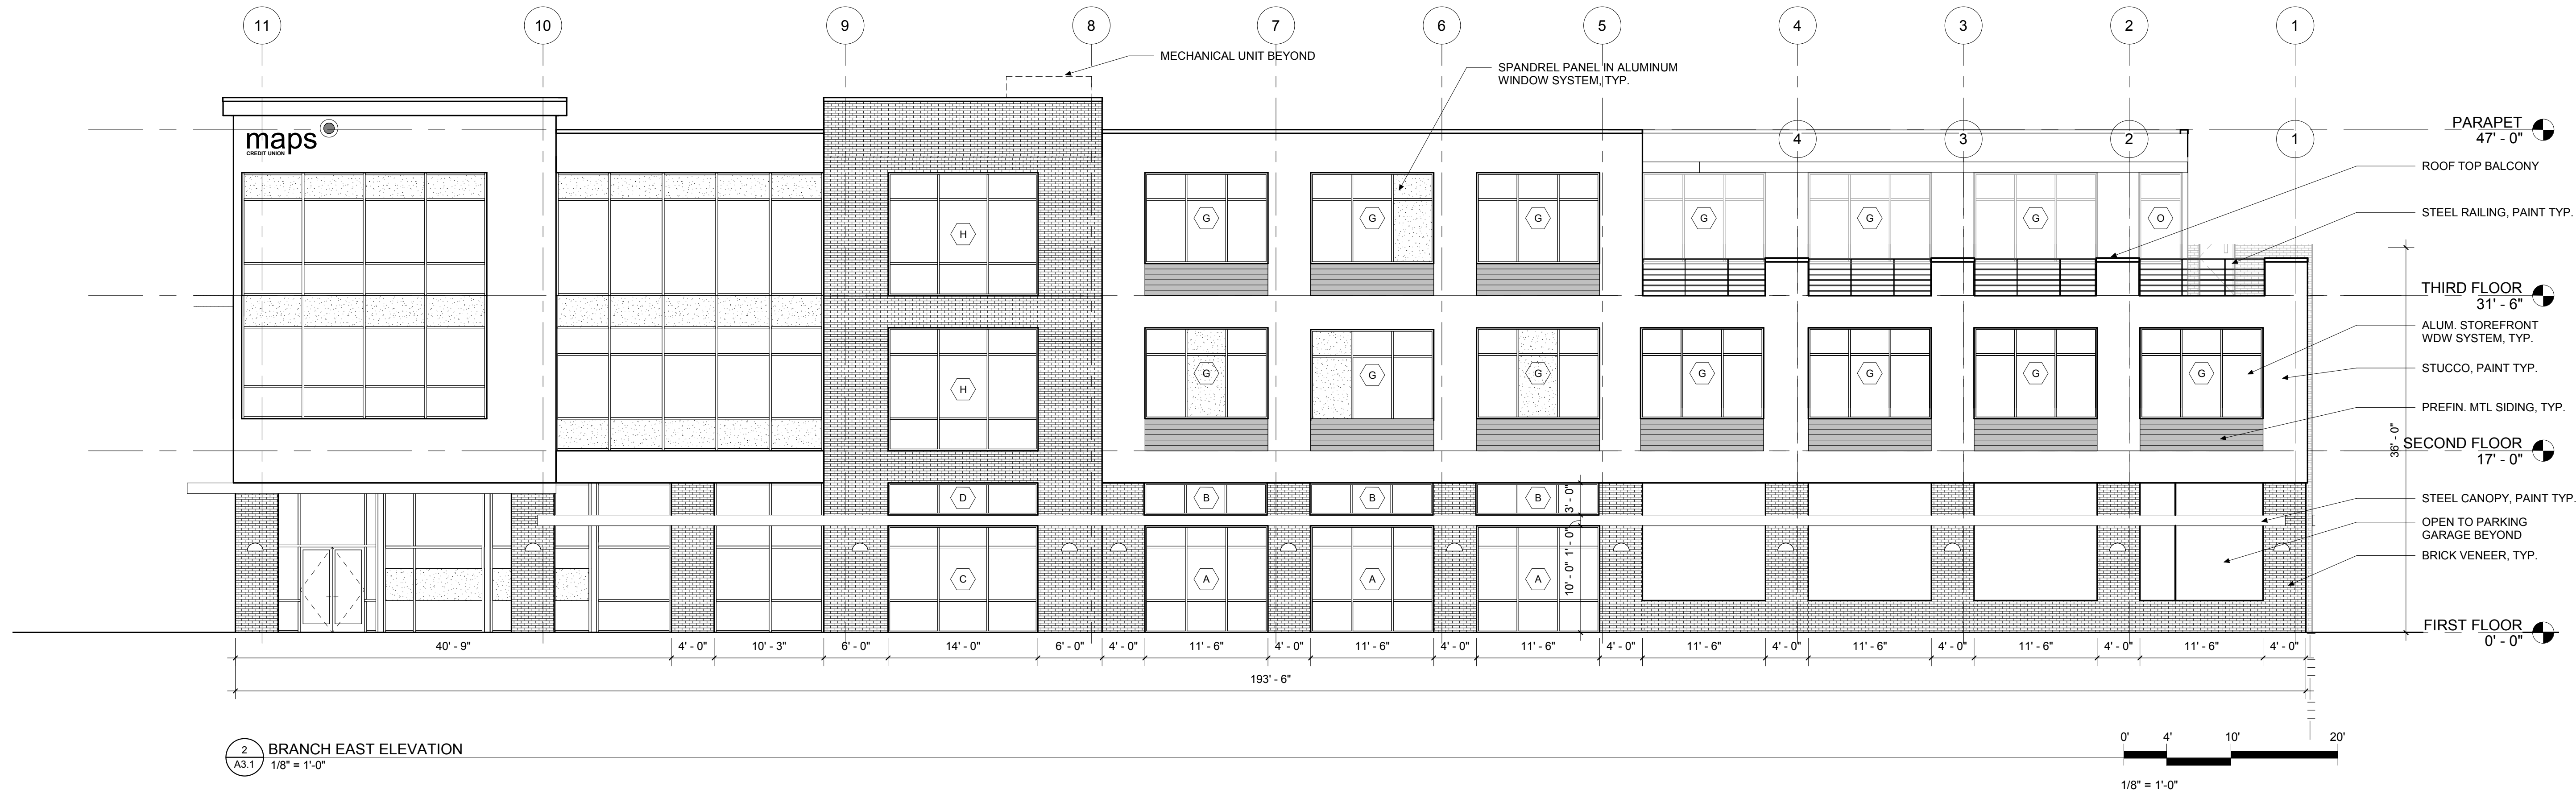 11 10 9 8 7 6 5 4 3 2 1
MECHANICAL UNIT BEYOND
SPANDREL PANEL IN ALUMINUM
WINDOW SYSTEM, TYP.
maps
CREDIT UNION
4 3 2 1
PARAPET
47' - 0"
ROOF TOP BALCONY
STEEL RAILING, PAINT TYP.
G G G G G G O
H
THIRD FLOOR
31' - 6"
ALUM. STOREFRONT
WDW SYSTEM, TYP.
STUCCO, PAINT TYP.
H G G G G G G G
PREFIN. MTL SIDING, TYP.
36' - 0"
SECOND FLOOR
17' - 0"
D B B B
3' - 0"
STEEL CANOPY, PAINT TYP.
OPEN TO PARKING
GARAGE BEYOND
1' - 0"
BRICK VENEER, TYP.
10' - 0"
C A A A
FIRST FLOOR
0' - 0"
40' - 9" 4' - 0" 10' - 3" 6' - 0" 14' - 0" 6' - 0" 4' - 0" 11' - 6" 4' - 0" 11' - 6" 4' - 0" 11' - 6" 4' - 0" 11' - 6" 4' - 0" 11' - 6" 4' - 0" 11' - 6" 4' - 0" 11' - 6" 4' - 0"
193' - 6"
2
A3.1
BRANCH EAST ELEVATION
1/8" = 1'-0"
0' 4' 10' 20'
1/8" = 1'-0"